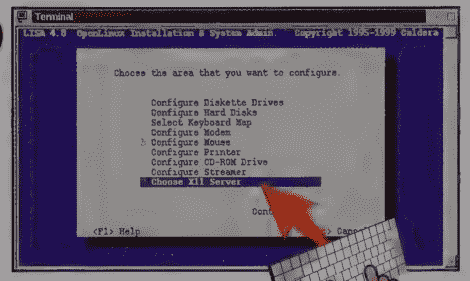 Terminal
LISA 4.0 OpenLinux Installation & System Admin. Copyright 1995-1999 Caldera
Choose the area that you want to configure.
Configure Diskette Drives
Configure Hard Disks
Select Keyboard Map
Configure Modem
Configure Mouse
Configure Printer
Configure CD-ROM Drive
Configure Streamer
Choose X11 Server
<F1> Help